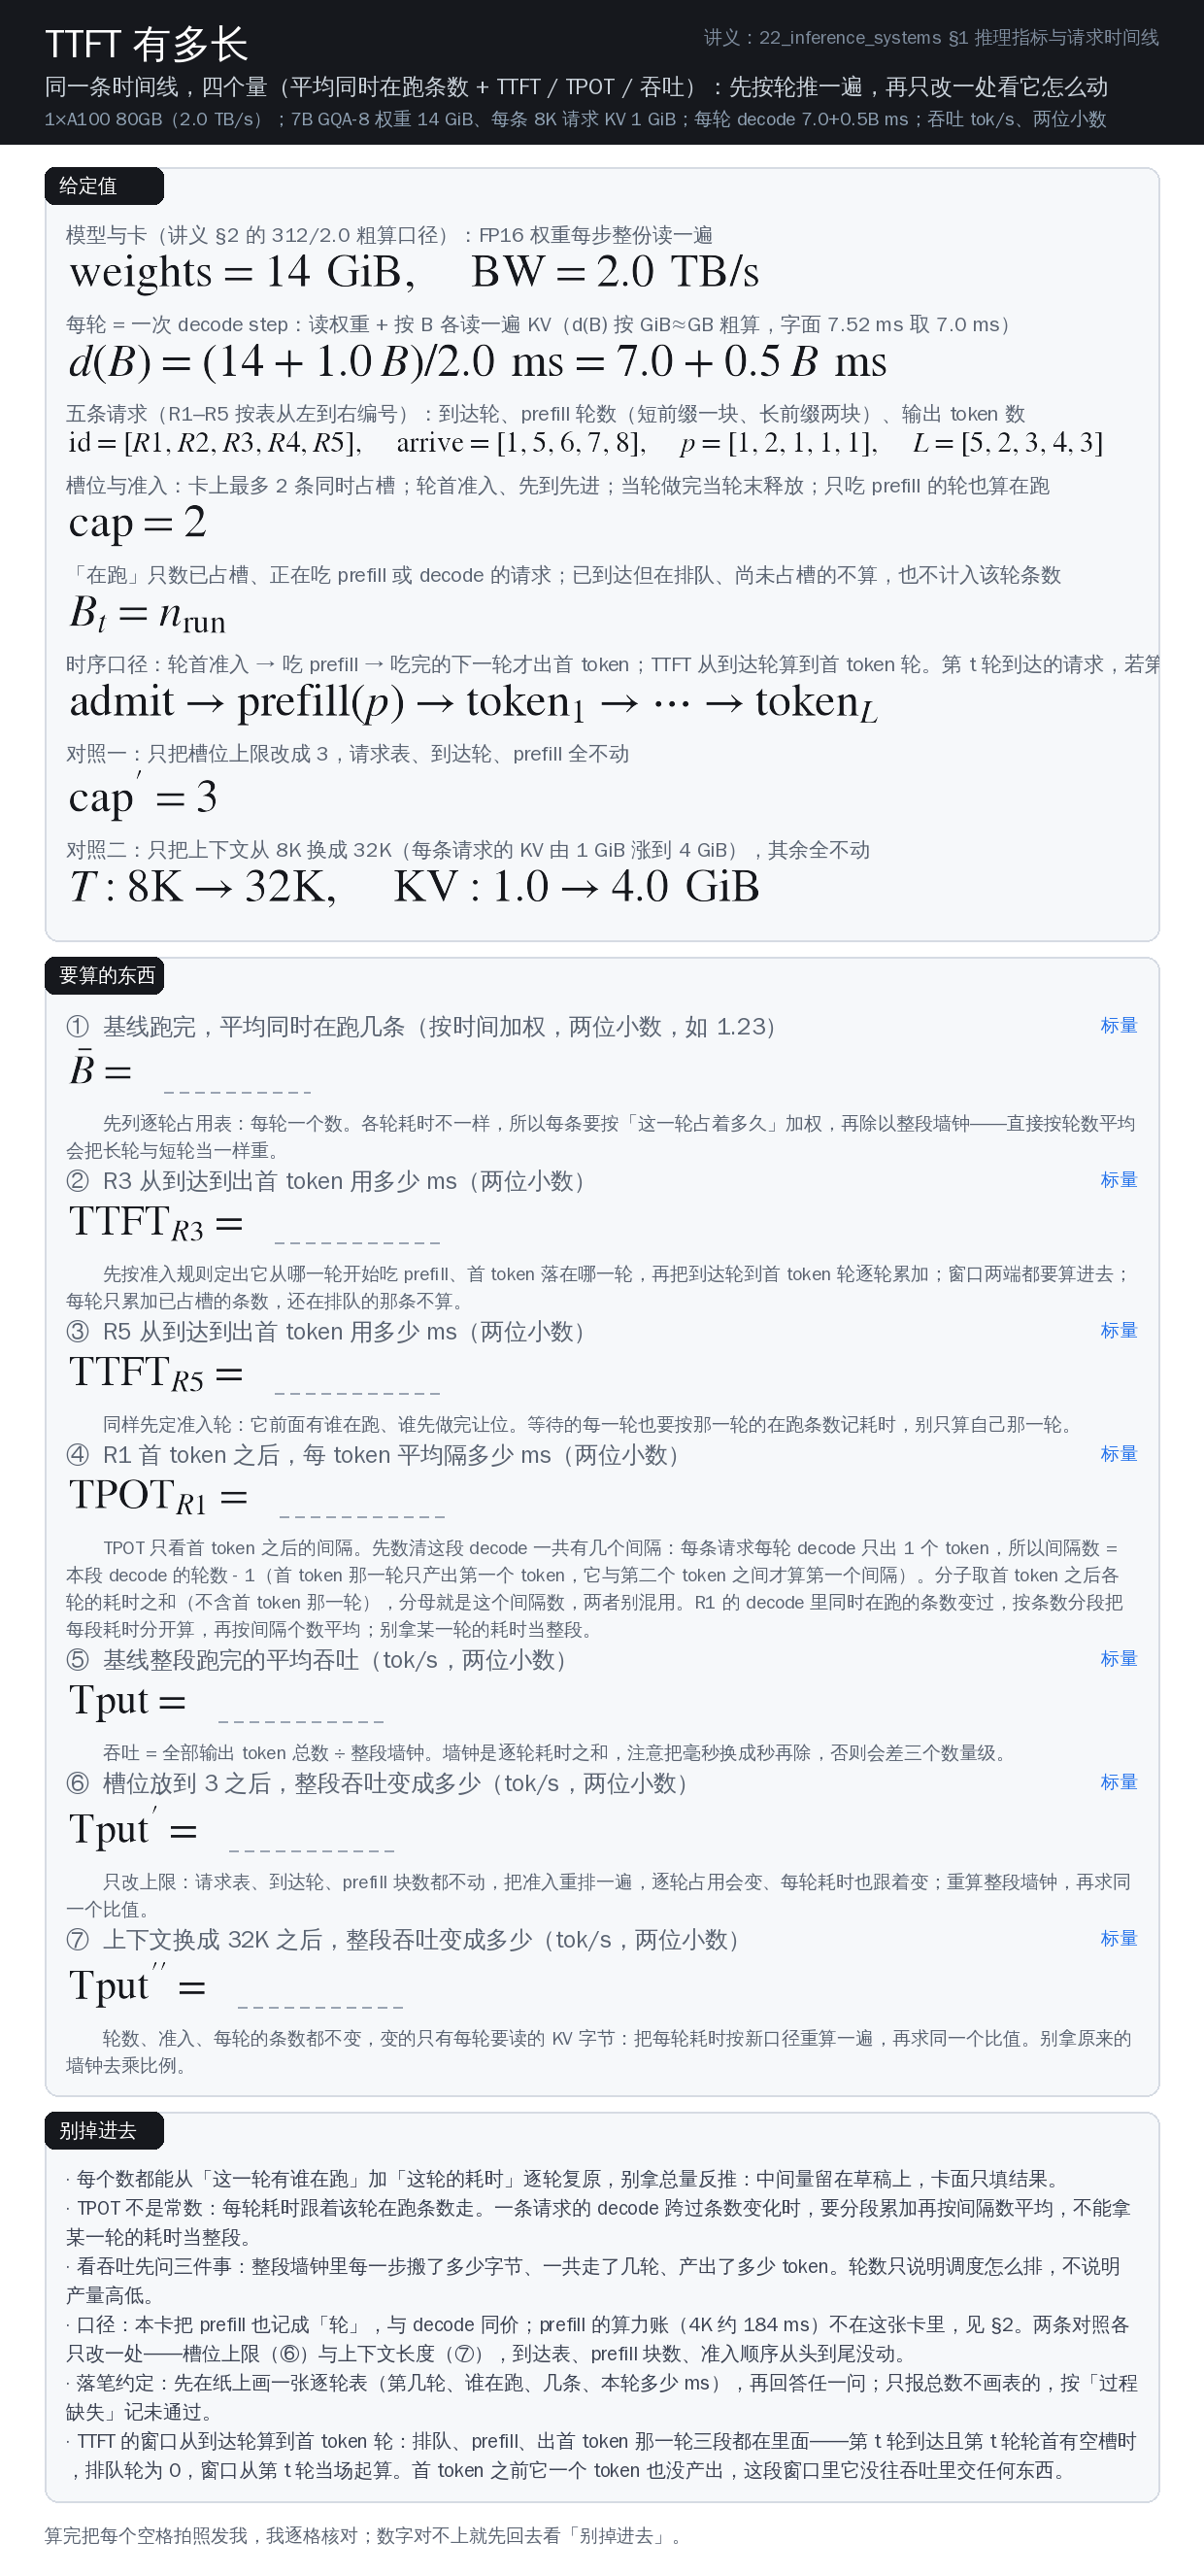 TTFT 有多长
讲义：22_inference_systems §1 推理指标与请求时间线
同一条时间线，四个量（平均同时在跑条数 + TTFT / TPOT / 吞吐）：先按轮推一遍，再只改一处看它怎么动
1×A100 80GB（2.0 TB/s）；7B GQA-8 权重 14 GiB、每条 8K 请求 KV 1 GiB；每轮 decode 7.0+0.5B ms；吞吐 tok/s、两位小数
给定值
模型与卡（讲义 §2 的 312/2.0 粗算口径）：FP16 权重每步整份读一遍
weights = 14 GiB, BW = 2.0 TB/s
每轮 = 一次 decode step：读权重 + 按 B 各读一遍 KV（d(B) 按 GiB≈GB 粗算，字面 7.52 ms 取 7.0 ms）
d(B) = (14 + 1.0 B)/2.0 ms = 7.0 + 0.5 B ms
五条请求（R1–R5 按表从左到右编号）：到达轮、prefill 轮数（短前缀一块、长前缀两块）、输出 token 数
id = [R1, R2, R3, R4, R5], arrive = [1, 5, 6, 7, 8], p = [1, 2, 1, 1, 1], L = [5, 2, 3, 4, 3]
槽位与准入：卡上最多 2 条同时占槽；轮首准入、先到先进；当轮做完当轮末释放；只吃 prefill 的轮也算在跑
cap = 2
「在跑」只数已占槽、正在吃 prefill 或 decode 的请求；已到达但在排队、尚未占槽的不算，也不计入该轮条数
B_t = n_run
时序口径：轮首准入 → 吃 prefill → 吃完的下一轮才出首 token；TTFT 从到达轮算到首 token 轮。第 t 轮到达的请求，若第
admit → prefill(p) → token_1 → ⋯ → token_L
对照一：只把槽位上限改成 3，请求表、到达轮、prefill 全不动
cap′ = 3
对照二：只把上下文从 8K 换成 32K（每条请求的 KV 由 1 GiB 涨到 4 GiB），其余全不动
T : 8K → 32K, KV : 1.0 → 4.0 GiB
要算的东西
① 基线跑完，平均同时在跑几条（按时间加权，两位小数，如 1.23）
标量
B̄ =
先列逐轮占用表：每轮一个数。各轮耗时不一样，所以每条要按「这一轮占着多久」加权，再除以整段墙钟——直接按轮数平均
会把长轮与短轮当一样重。
② R3 从到达到出首 token 用多少 ms（两位小数）
标量
TTFT_R3 =
先按准入规则定出它从哪一轮开始吃 prefill、首 token 落在哪一轮，再把到达轮到首 token 轮逐轮累加；窗口两端都要算进去；
每轮只累加已占槽的条数，还在排队的那条不算。
③ R5 从到达到出首 token 用多少 ms（两位小数）
标量
TTFT_R5 =
同样先定准入轮：它前面有谁在跑、谁先做完让位。等待的每一轮也要按那一轮的在跑条数记耗时，别只算自己那一轮。
④ R1 首 token 之后，每 token 平均隔多少 ms（两位小数）
标量
TPOT_R1 =
TPOT 只看首 token 之后的间隔。先数清这段 decode 一共有几个间隔：每条请求每轮 decode 只出 1 个 token，所以间隔数 =
本段 decode 的轮数 - 1（首 token 那一轮只产出第一个 token，它与第二个 token 之间才算第一个间隔）。分子取首 token 之后各
轮的耗时之和（不含首 token 那一轮），分母就是这个间隔数，两者别混用。R1 的 decode 里同时在跑的条数变过，按条数分段把
每段耗时分开算，再按间隔个数平均；别拿某一轮的耗时当整段。
⑤ 基线整段跑完的平均吞吐（tok/s，两位小数）
标量
Tput =
吞吐 = 全部输出 token 总数 ÷ 整段墙钟。墙钟是逐轮耗时之和，注意把毫秒换成秒再除，否则会差三个数量级。
⑥ 槽位放到 3 之后，整段吞吐变成多少（tok/s，两位小数）
标量
Tput′ =
只改上限：请求表、到达轮、prefill 块数都不动，把准入重排一遍，逐轮占用会变、每轮耗时也跟着变；重算整段墙钟，再求同
一个比值。
⑦ 上下文换成 32K 之后，整段吞吐变成多少（tok/s，两位小数）
标量
Tput′′ =
轮数、准入、每轮的条数都不变，变的只有每轮要读的 KV 字节：把每轮耗时按新口径重算一遍，再求同一个比值。别拿原来的
墙钟去乘比例。
别掉进去
· 每个数都能从「这一轮有谁在跑」加「这轮的耗时」逐轮复原，别拿总量反推：中间量留在草稿上，卡面只填结果。
· TPOT 不是常数：每轮耗时跟着该轮在跑条数走。一条请求的 decode 跨过条数变化时，要分段累加再按间隔数平均，不能拿
某一轮的耗时当整段。
· 看吞吐先问三件事：整段墙钟里每一步搬了多少字节、一共走了几轮、产出了多少 token。轮数只说明调度怎么排，不说明
产量高低。
· 口径：本卡把 prefill 也记成「轮」，与 decode 同价；prefill 的算力账（4K 约 184 ms）不在这张卡里，见 §2。两条对照各
只改一处——槽位上限（⑥）与上下文长度（⑦），到达表、prefill 块数、准入顺序从头到尾没动。
· 落笔约定：先在纸上画一张逐轮表（第几轮、谁在跑、几条、本轮多少 ms），再回答任一问；只报总数不画表的，按「过程
缺失」记未通过。
· TTFT 的窗口从到达轮算到首 token 轮：排队、prefill、出首 token 那一轮三段都在里面——第 t 轮到达且第 t 轮轮首有空槽时
，排队轮为 0，窗口从第 t 轮当场起算。首 token 之前它一个 token 也没产出，这段窗口里它没往吞吐里交任何东西。
算完把每个空格拍照发我，我逐格核对；数字对不上就先回去看「别掉进去」。